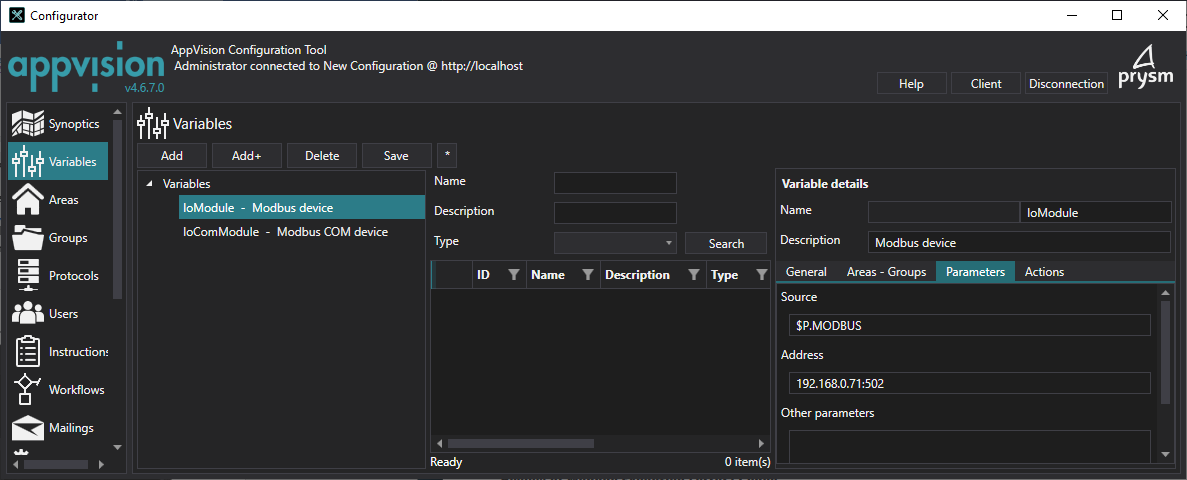 Configurator
appvision
v4.6.7.0
AppVision Configuration Tool
Administrator connected to New Configuration @ http://localhost
Help
Client
Disconnection
prysm
Synoptics
Variables
Areas
Groups
Protocols
Users
Instructions
Workflows
Mailings
Variables
Add
Add+
Delete
Save
*
Variables
IoModule - Modbus device
IoComModule - Modbus COM device
Name
Description
Type
Search
ID
Name
Description
Type
Ready
0 item(s)
Variable details
Name
IoModule
Description
Modbus device
General
Areas - Groups
Parameters
Actions
Source
$P.MODBUS
Address
192.168.0.71:502
Other parameters